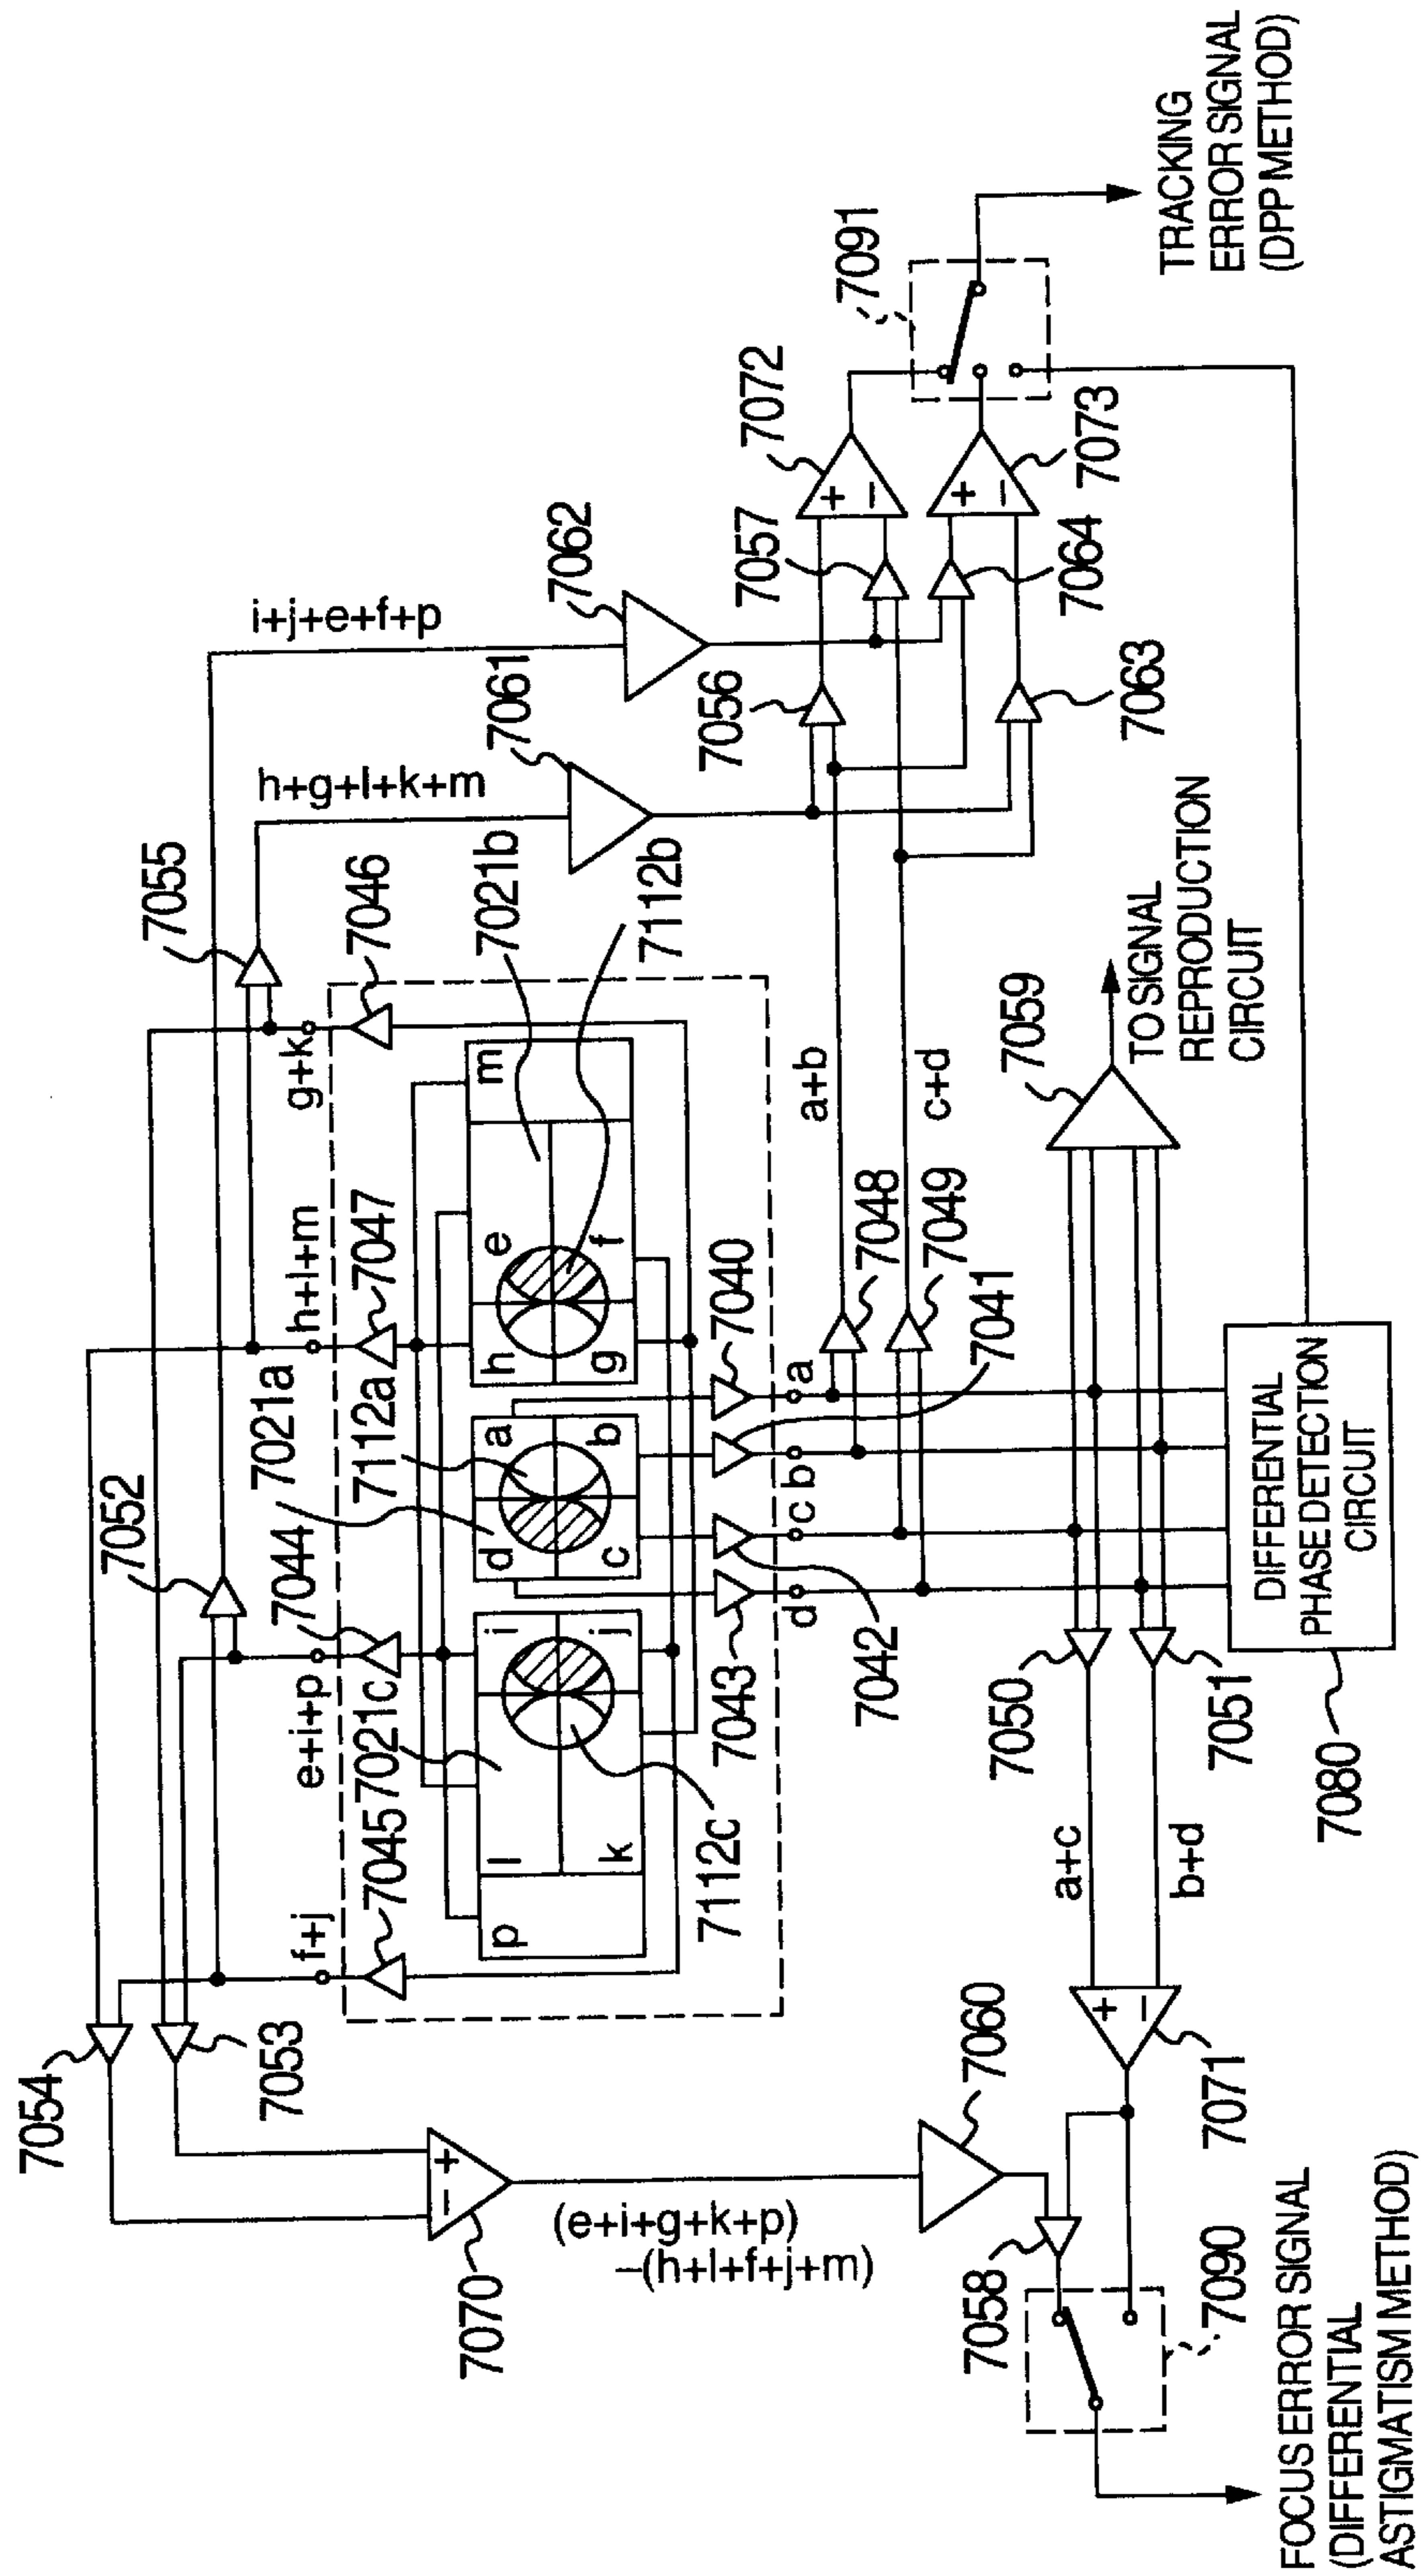 7054
7053
7052
7055
i+j+e+f+p
h+g+l+k+m
7062
7061
f+j
e+i+p
h+l+m
g+k
7045
7044
7047
7046
7021c
7021a
7112a
7021b
7112b
p
l
k
i
j
d
a
c
b
h
e
g
f
m
7112c
7043
7042
7041
7040
d
c
b
a
7048
7049
a+b
c+d
7056
7057
7072
7091
7063
7064
7073
TRACKING
ERROR SIGNAL
(DPP METHOD)
7059
TO SIGNAL
REPRODUCTION
CIRCUIT
+
−
+
−
7070
−
+
(e+i+g+k+p)
−(h+l+f+j+m)
7060
7058
7090
7071
+
−
a+c
b+d
7050
7051
7080
DIFFERENTIAL
PHASE DETECTION
CIRCUIT
FOCUS ERROR SIGNAL
(DIFFERENTIAL
ASTIGMATISM METHOD)